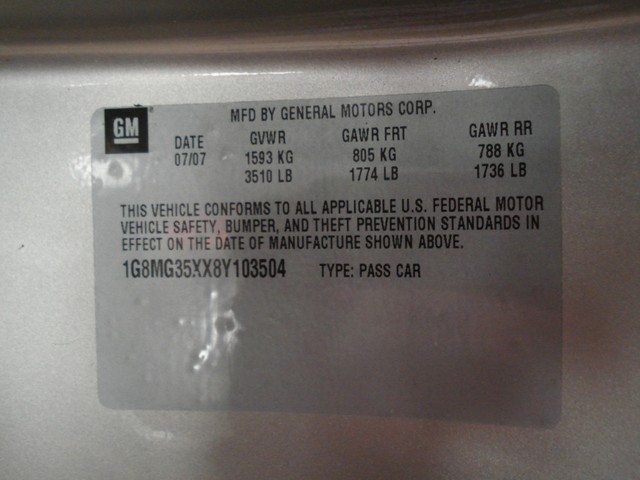 GM
MFD BY GENERAL MOTORS CORP.
DATE GVWR GAWR FRT GAWR RR
07/07 1593 KG 805 KG 788 KG
3510 LB 1774 LB 1736 LB
THIS VEHICLE CONFORMS TO ALL APPLICABLE U.S. FEDERAL MOTOR
VEHICLE SAFETY, BUMPER, AND THEFT PREVENTION STANDARDS IN
EFFECT ON THE DATE OF MANUFACTURE SHOWN ABOVE.
1G8MG35XX8Y103504 TYPE: PASS CAR